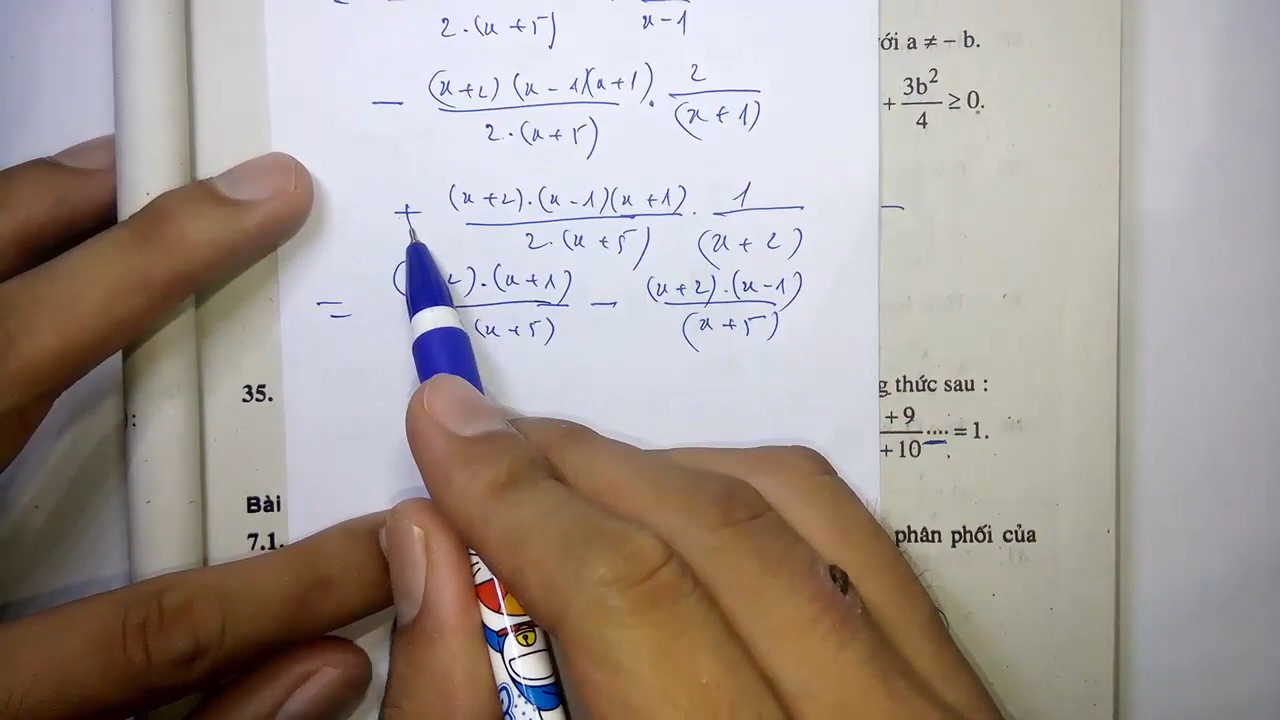 2.(x+5) x-1
- (x+2)(x-1)(x+1)/2.(x+5) . 2/(x+1)
+ (x+2).(x-1)(x+1)/2.(x+5) . 1/(x+2) -
= ).(x+1)/(x+5) - (x+2).(x-1)/(x+5)
ới a ≠ – b.
+ 3b²/4 ≥ 0.
35.
g thức sau :
+9/+10 .... = 1.
Bài
7.1.
phân phối của